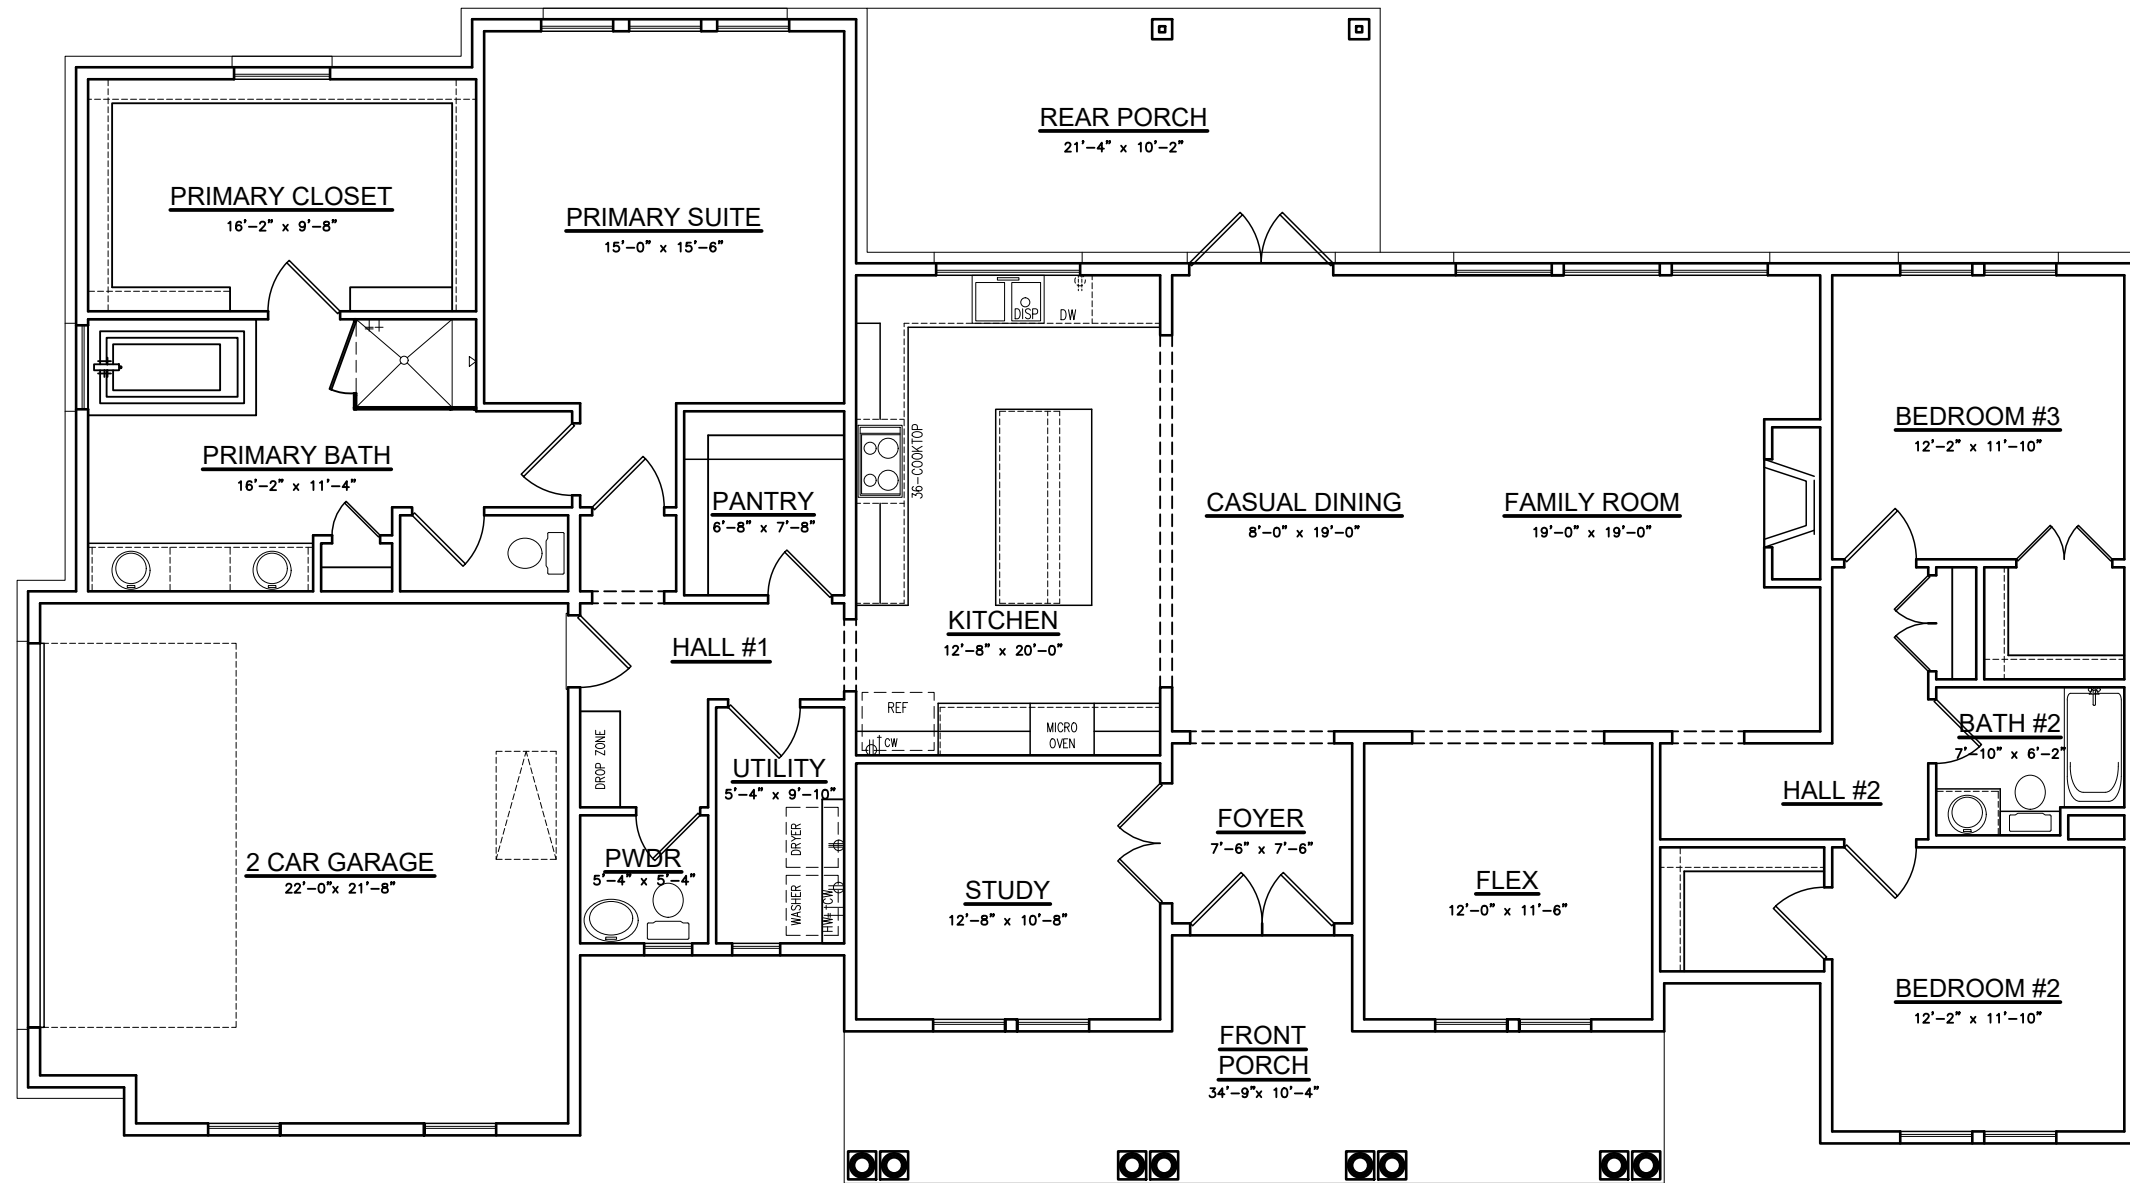 REAR PORCH
21'-4" x 10'-2"
PRIMARY CLOSET
16'-2" x 9'-8"
PRIMARY SUITE
15'-0" x 15'-6"
DISP
DW
36-COOKTOP
BEDROOM #3
12'-2" x 11'-10"
PRIMARY BATH
16'-2" x 11'-4"
PANTRY
6'-8" x 7'-8"
CASUAL DINING
8'-0" x 19'-0"
FAMILY ROOM
19'-0" x 19'-0"
KITCHEN
12'-8" x 20'-0"
HALL #1
REF
CW
MICRO
OVEN
BATH #2
7'-10" x 6'-2"
DROP ZONE
UTILITY
5'-4" x 9'-10"
HALL #2
FOYER
7'-6" x 7'-6"
DRYER
WASHER
HW
CW
2 CAR GARAGE
22'-0"x 21'-8"
PWDR
5'-4" x 5'-4"
STUDY
12'-8" x 10'-8"
FLEX
12'-0" x 11'-6"
BEDROOM #2
12'-2" x 11'-10"
FRONT
PORCH
34'-9"x 10'-4"